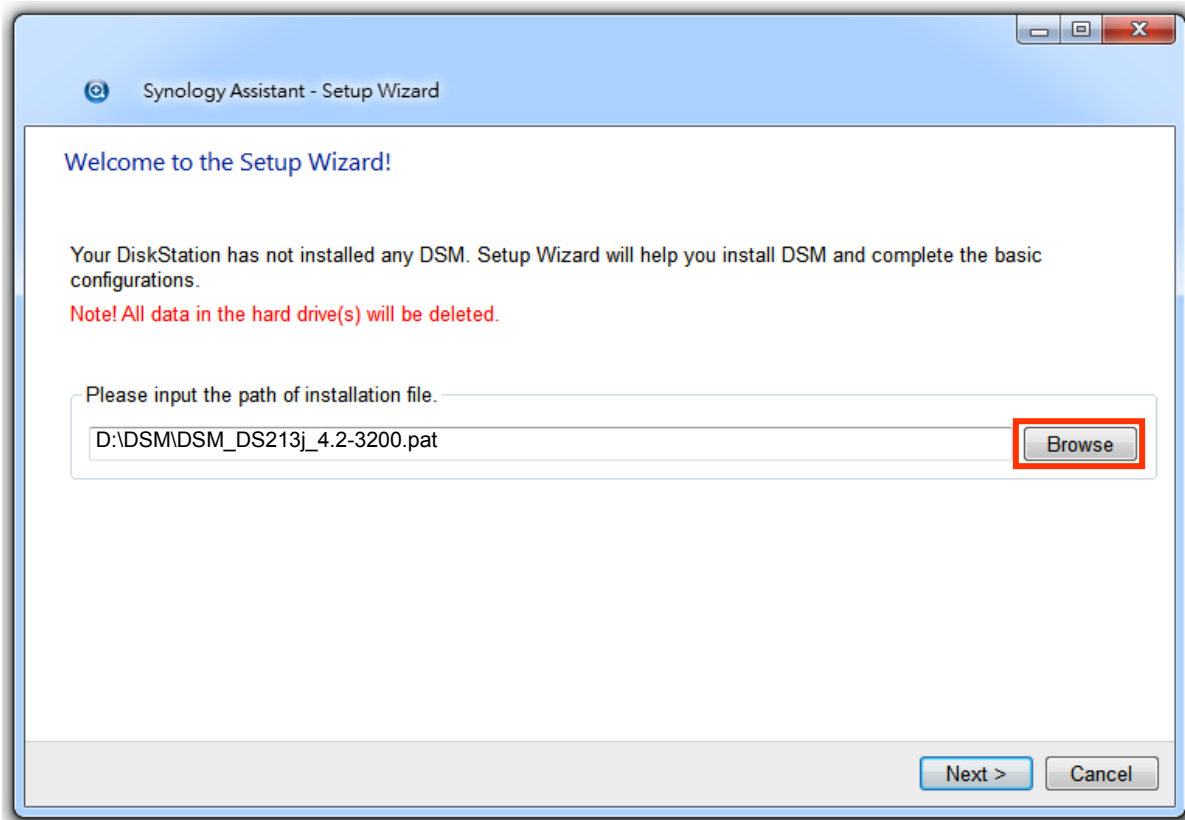 Synology Assistant - Setup Wizard
Welcome to the Setup Wizard!
Your DiskStation has not installed any DSM. Setup Wizard will help you install DSM and complete the basic
configurations.
Note! All data in the hard drive(s) will be deleted.
Please input the path of installation file.
D:\DSM\DSM_DS213j_4.2-3200.pat
Browse
Next >
Cancel